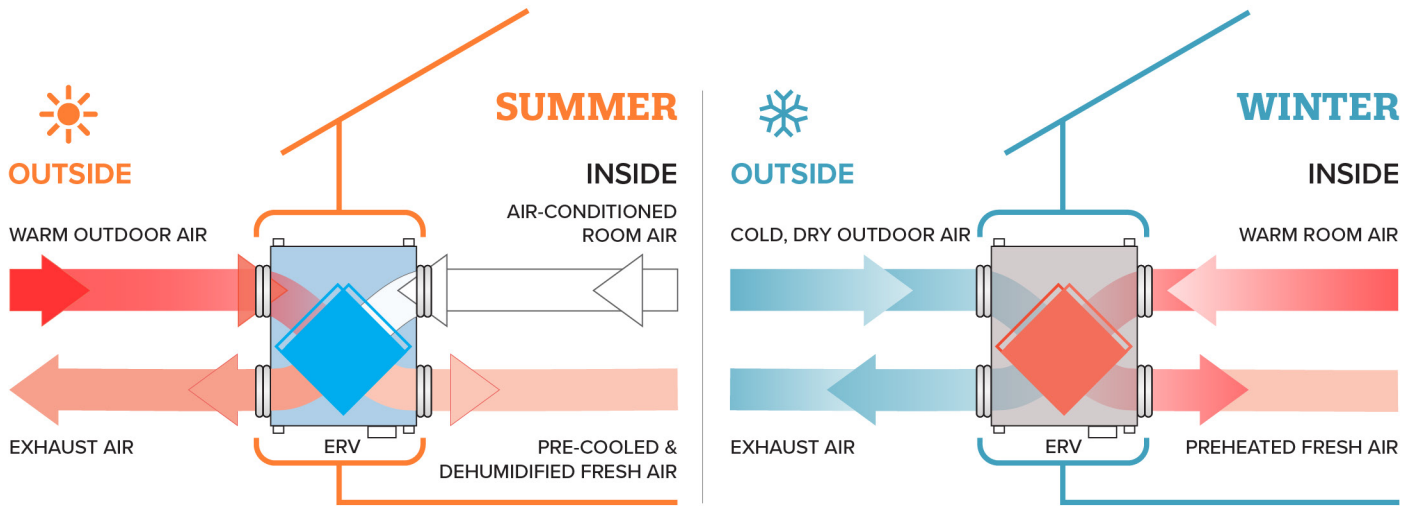 SUMMER
OUTSIDE
INSIDE
WARM OUTDOOR AIR
AIR-CONDITIONED
ROOM AIR
EXHAUST AIR
ERV
PRE-COOLED &
DEHUMIDIFIED FRESH AIR
WINTER
OUTSIDE
INSIDE
COLD, DRY OUTDOOR AIR
WARM ROOM AIR
EXHAUST AIR
ERV
PREHEATED FRESH AIR